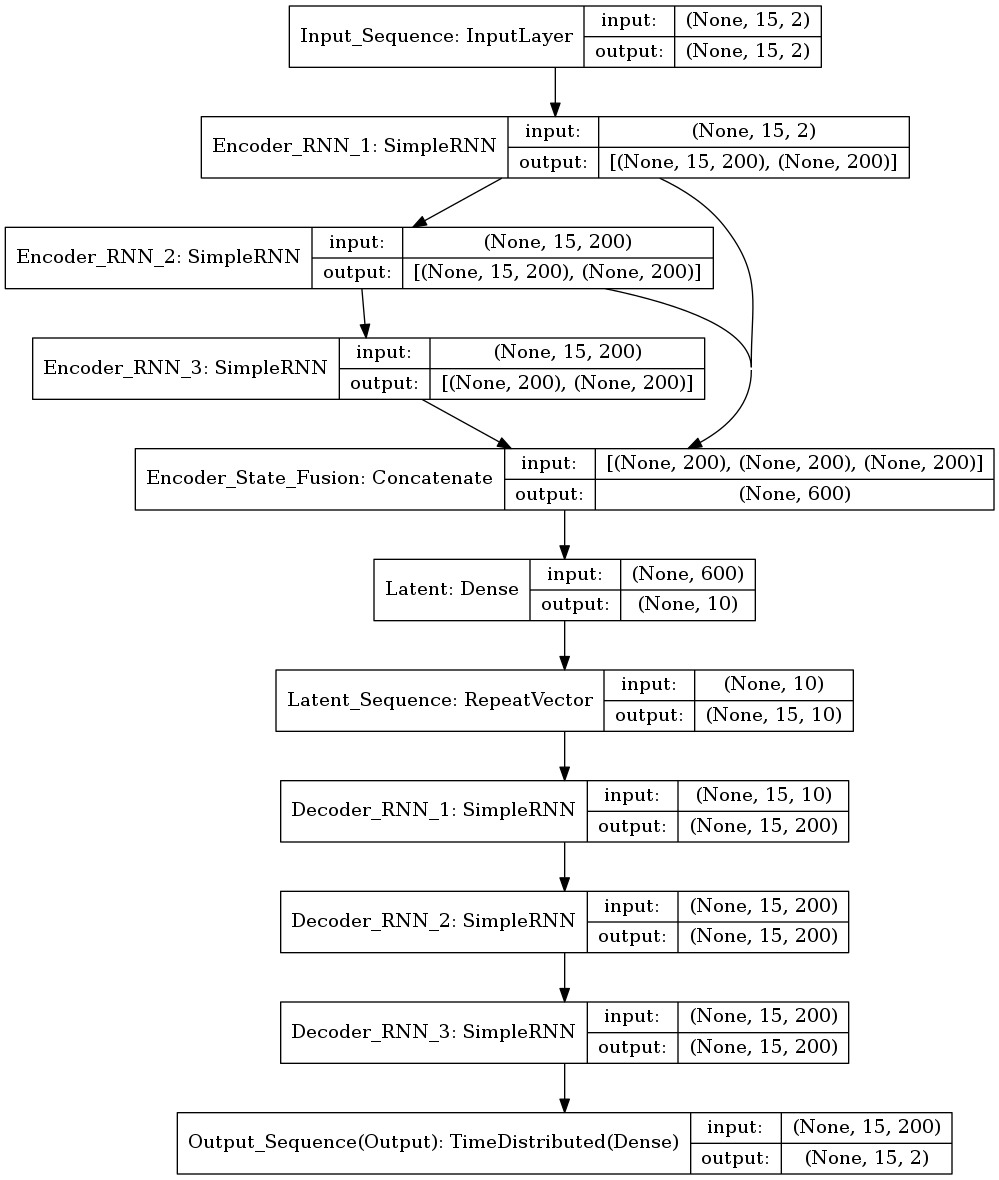 Input_Sequence: InputLayer
input:
(None, 15, 2)
output:
(None, 15, 2)
Encoder_RNN_1: SimpleRNN
input:
(None, 15, 2)
output:
[(None, 15, 200), (None, 200)]
Encoder_RNN_2: SimpleRNN
input:
(None, 15, 200)
output:
[(None, 15, 200), (None, 200)]
Encoder_RNN_3: SimpleRNN
input:
(None, 15, 200)
output:
[(None, 200), (None, 200)]
Encoder_State_Fusion: Concatenate
input:
[(None, 200), (None, 200), (None, 200)]
output:
(None, 600)
Latent: Dense
input:
(None, 600)
output:
(None, 10)
Latent_Sequence: RepeatVector
input:
(None, 10)
output:
(None, 15, 10)
Decoder_RNN_1: SimpleRNN
input:
(None, 15, 10)
output:
(None, 15, 200)
Decoder_RNN_2: SimpleRNN
input:
(None, 15, 200)
output:
(None, 15, 200)
Decoder_RNN_3: SimpleRNN
input:
(None, 15, 200)
output:
(None, 15, 200)
Output_Sequence(Output): TimeDistributed(Dense)
input:
(None, 15, 200)
output:
(None, 15, 2)